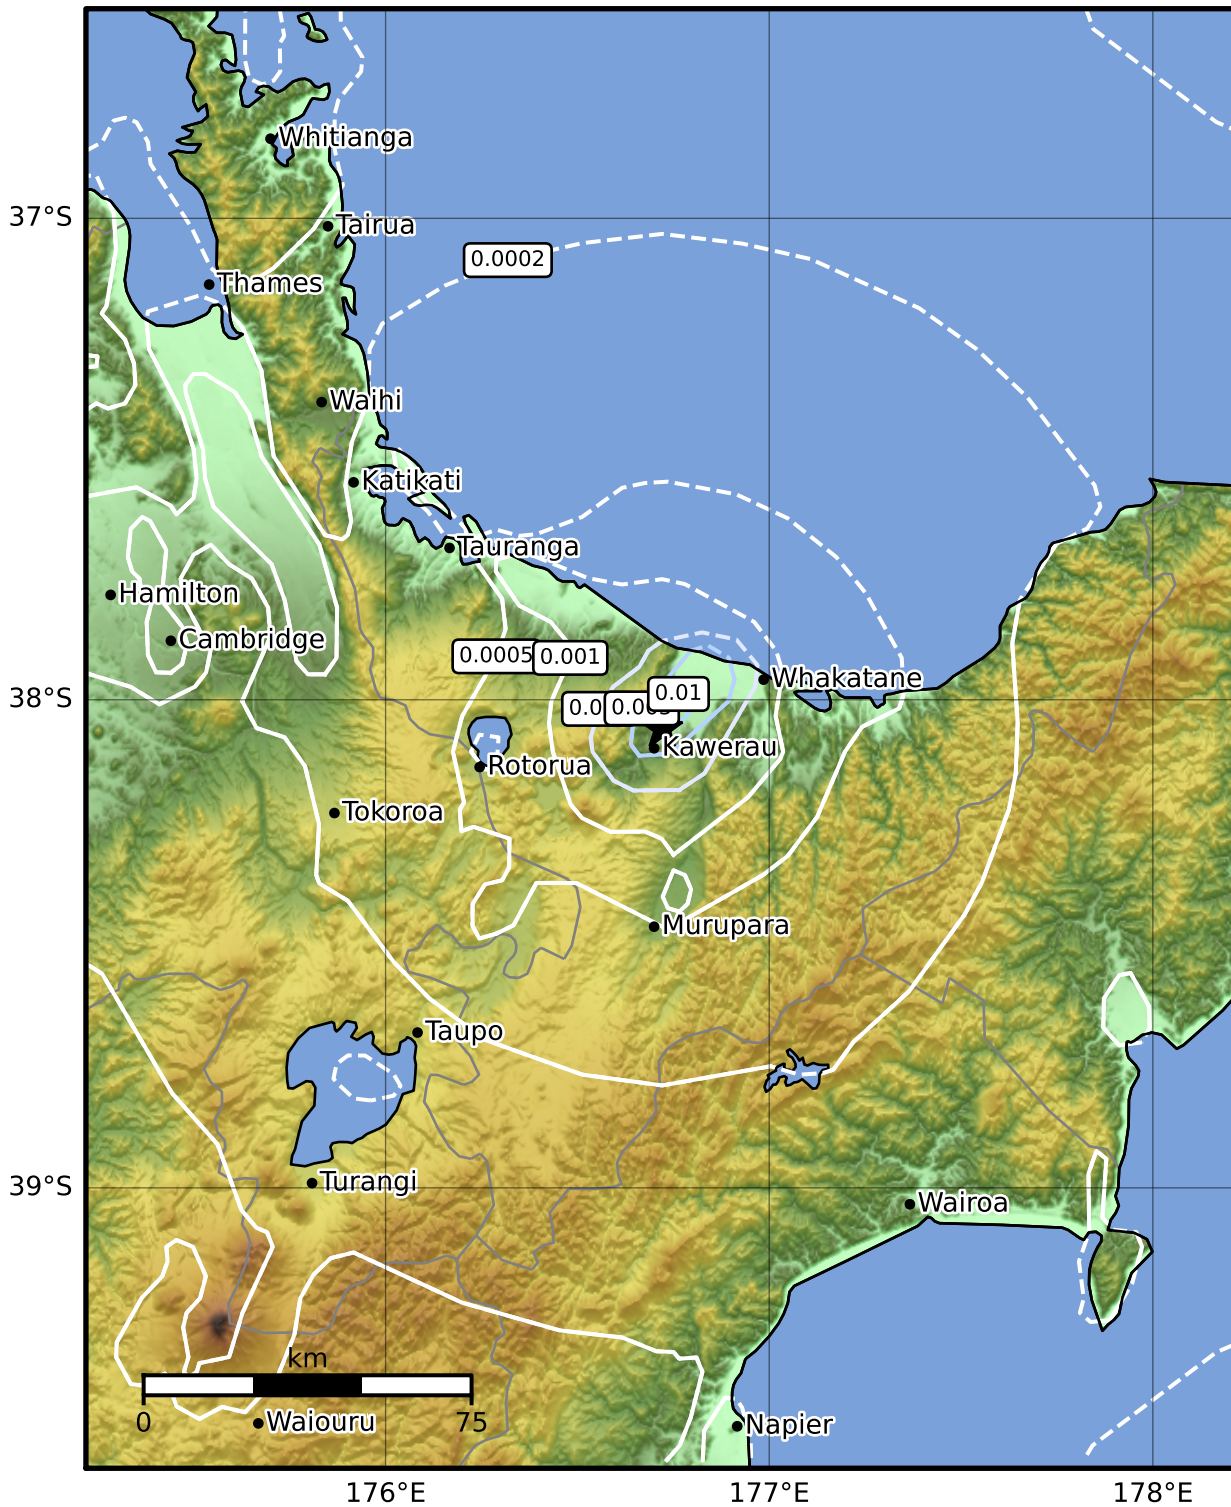 Whitianga
37°S
Tairua
0.0002
Thames
Waihi
Katikati
Tauranga
Hamilton
Cambridge
0.0005
0.001
Whakatane
38°S
0.01
Kawerau
Rotorua
Tokoroa
Murupara
Taupo
Turangi
39°S
Wairoa
km
0
75
Waiouru
Napier
176°E
177°E
178°E